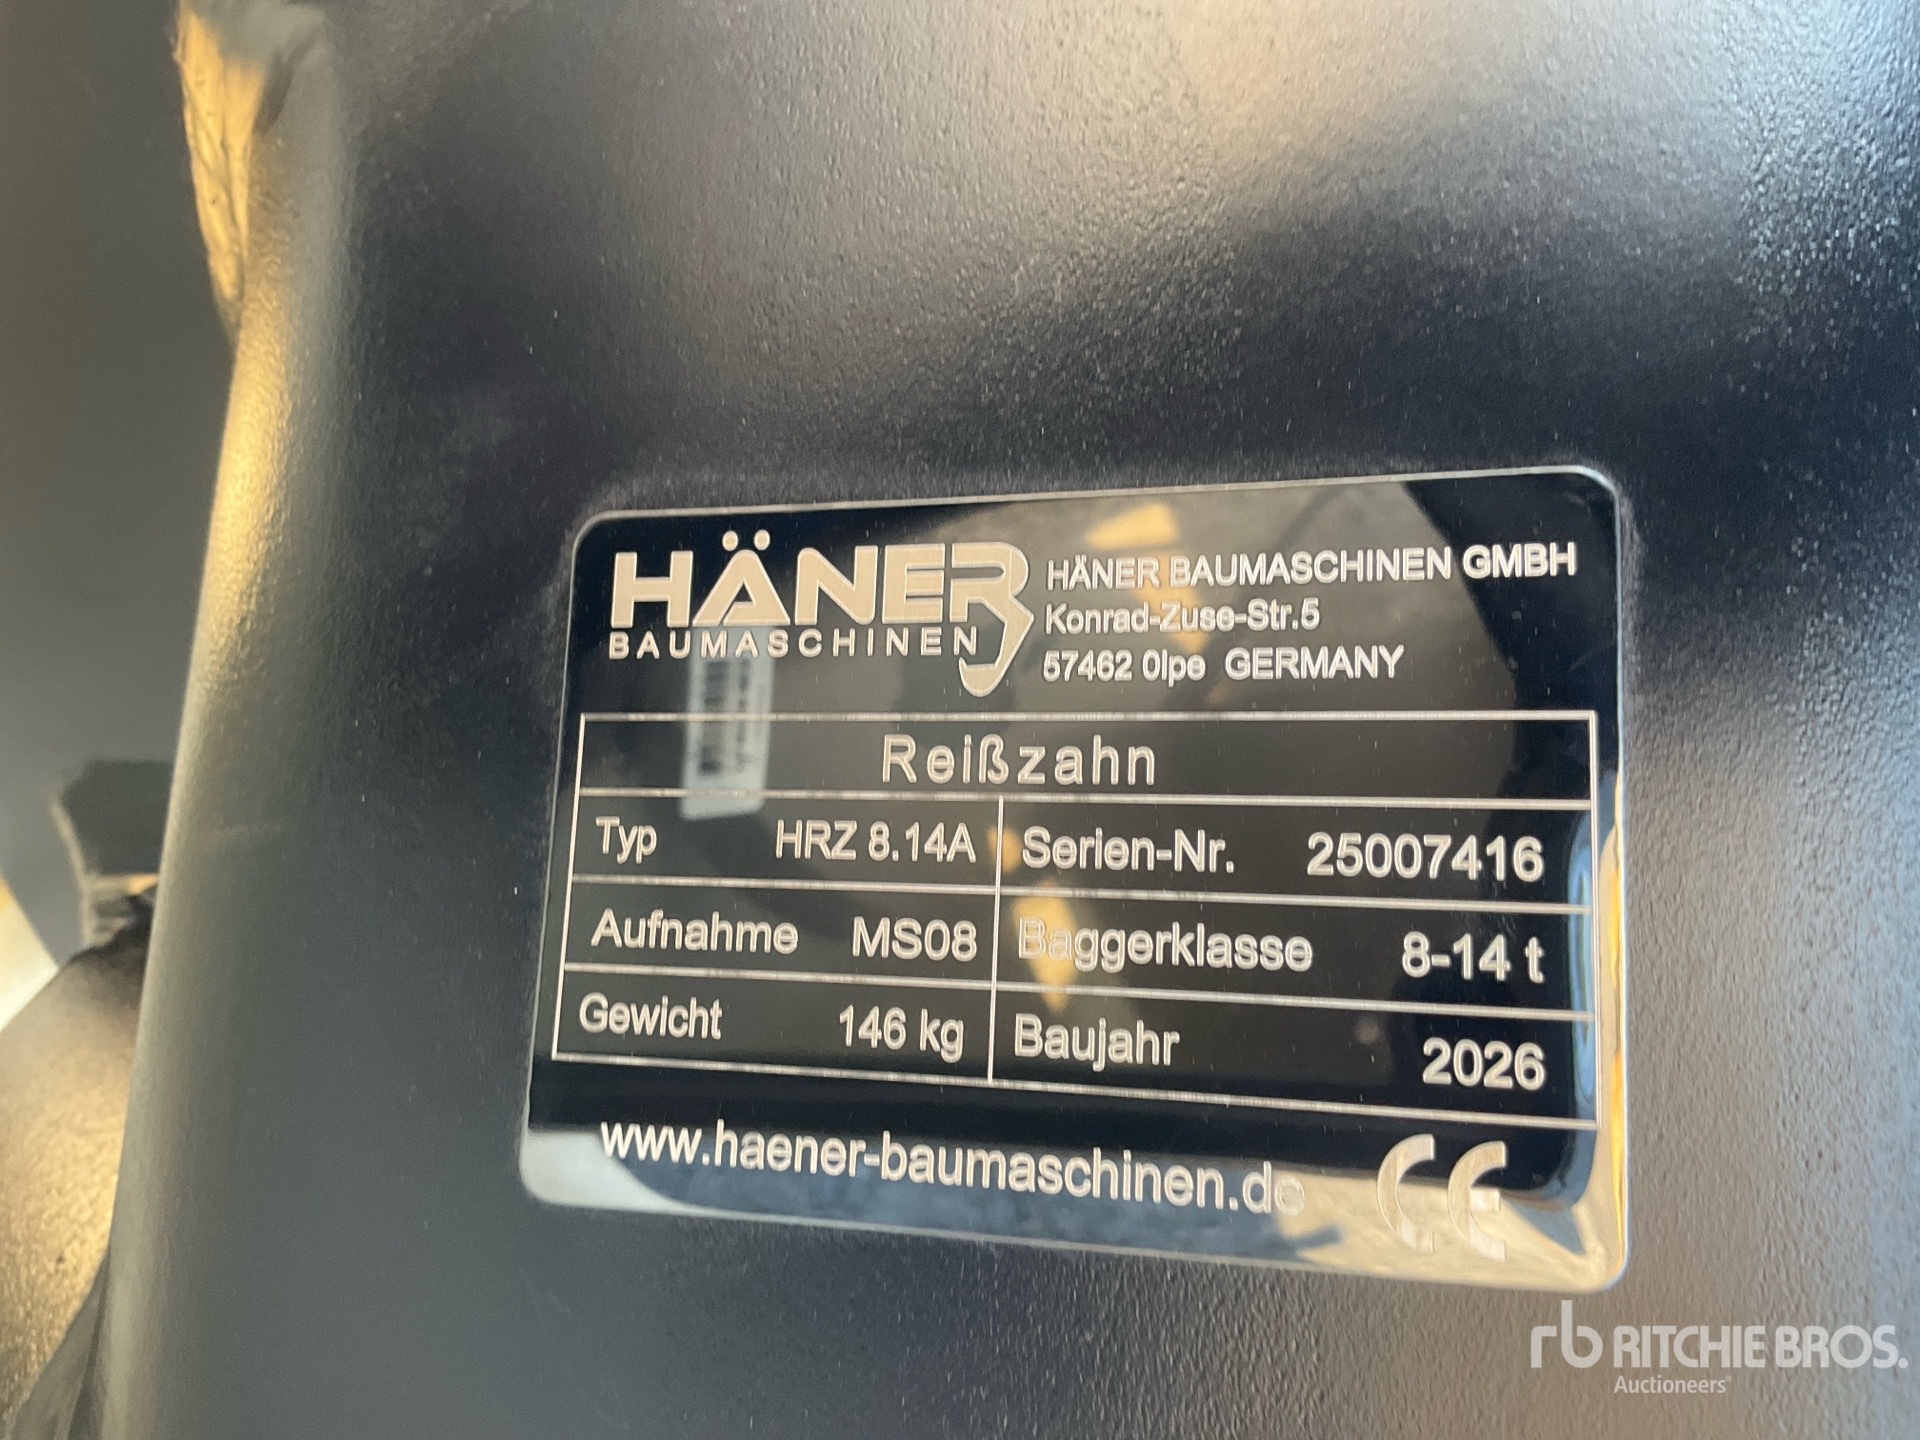 HÄNER
BAUMASCHINEN
HÄNER BAUMASCHINEN GMBH
Konrad-Zuse-Str.5
57462 Olpe GERMANY
Reißzahn
Typ HRZ 8.14A Serien-Nr. 25007416
Aufnahme MS08 Baggerklasse 8-14 t
Gewicht 146 kg Baujahr 2026
www.haener-baumaschinen.de CE
rb RITCHIE BROS.
Auctioneers